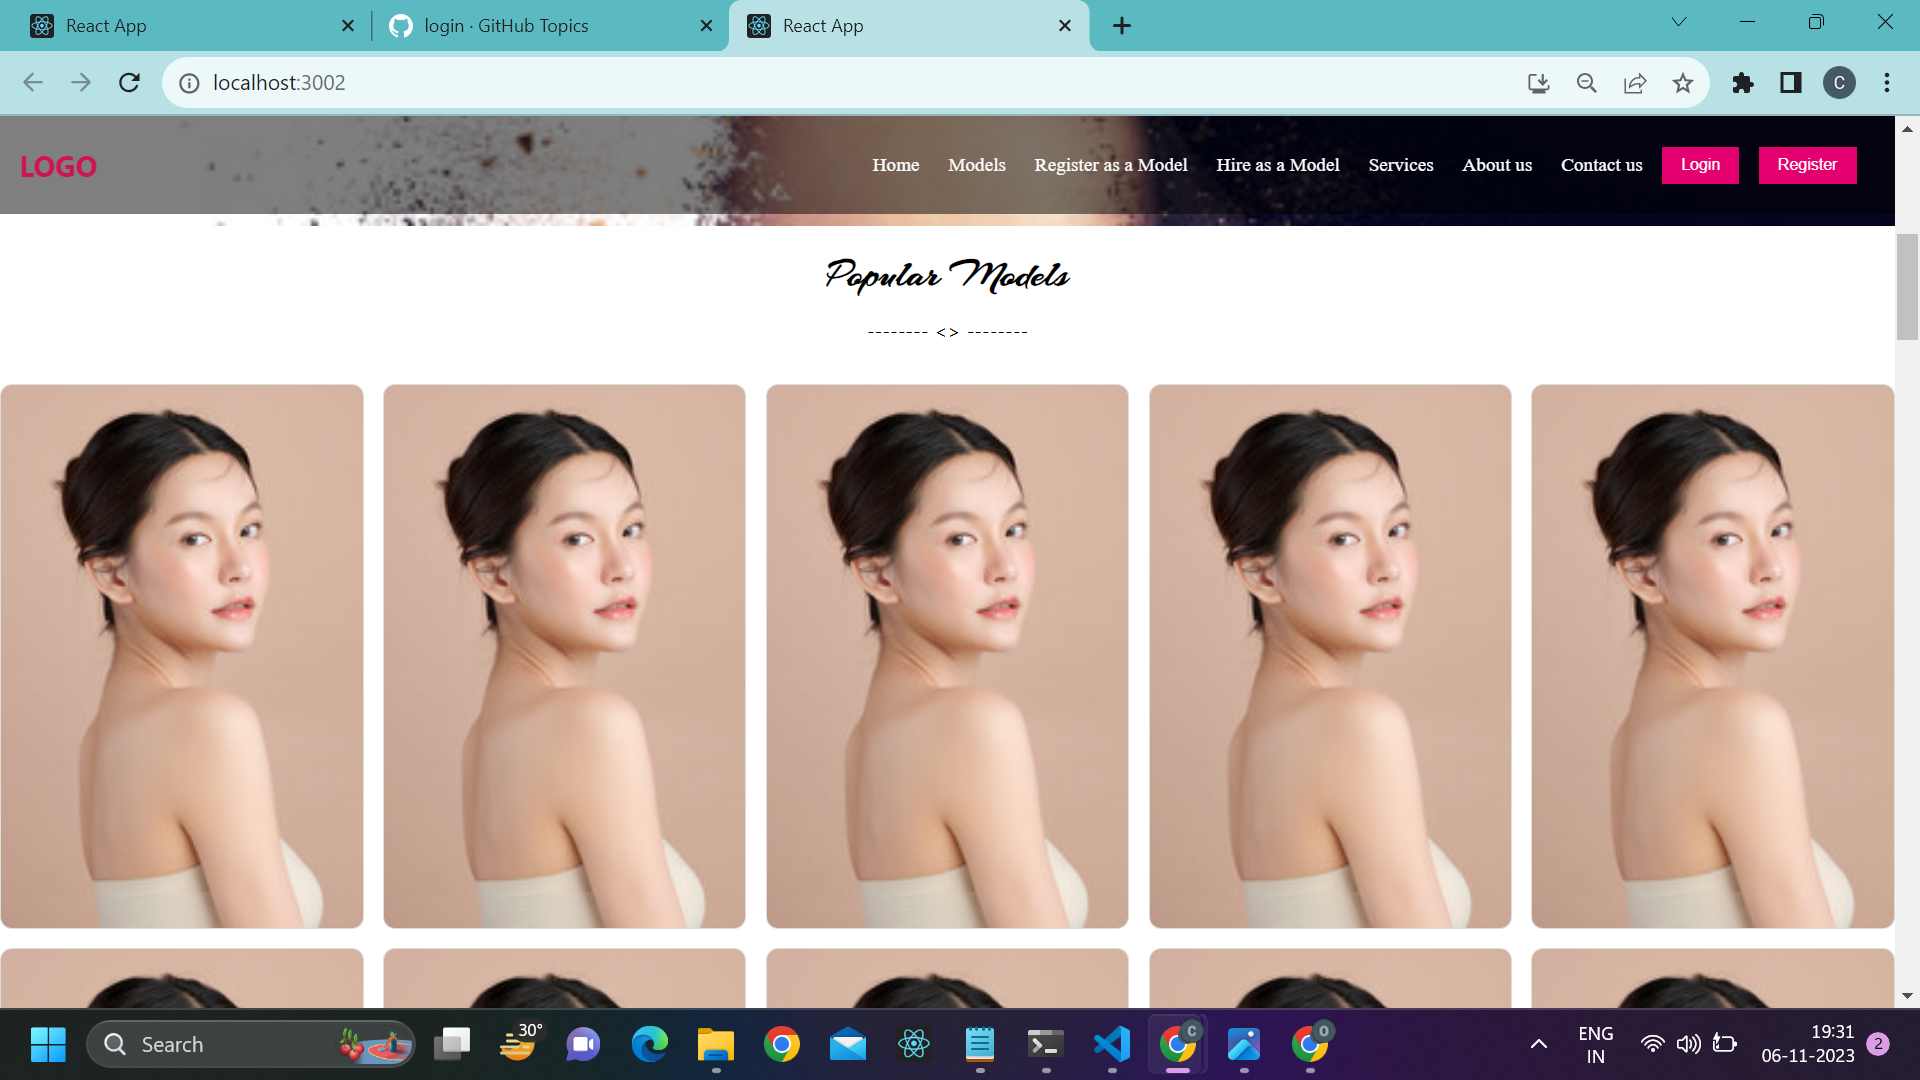 React App
login · GitHub Topics
React App
localhost:3002
C
LOGO
Home Models Register as a Model Hire as a Model Services About us Contact us Login Register
Popular Models
-------- <> --------
Search
30°
C
O
ENG
IN
19:31
06-11-2023
2